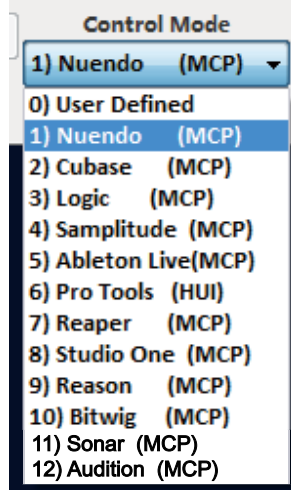 Control Mode
1) Nuendo (MCP)
0) User Defined
1) Nuendo (MCP)
2) Cubase (MCP)
3) Logic (MCP)
4) Samplitude (MCP)
5) Ableton Live(MCP)
6) Pro Tools (HUI)
7) Reaper (MCP)
8) Studio One (MCP)
9) Reason (MCP)
10) Bitwig (MCP)
11) Sonar (MCP)
12) Audition (MCP)